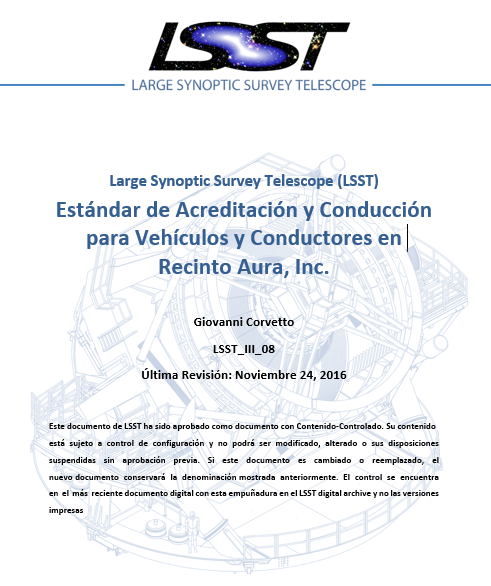 LSST
LARGE SYNOPTIC SURVEY TELESCOPE
Large Synoptic Survey Telescope (LSST)
Estándar de Acreditación y Conducción
para Vehículos y Conductores en
Recinto Aura, Inc.
Giovanni Corvetto
LSST_III_08
Última Revisión: Noviembre 24, 2016
Este documento de LSST ha sido aprobado como documento con Contenido-Controlado. Su contenido
está sujeto a control de configuración y no podrá ser modificado, alterado o sus disposiciones
suspendidas sin aprobación previa. Si este documento es cambiado o reemplazado, el
nuevo documento conservará la denominación mostrada anteriormente. El control se encuentra
en el más reciente documento digital con esta empuñadura en el LSST digital archive y no las versiones
impresas